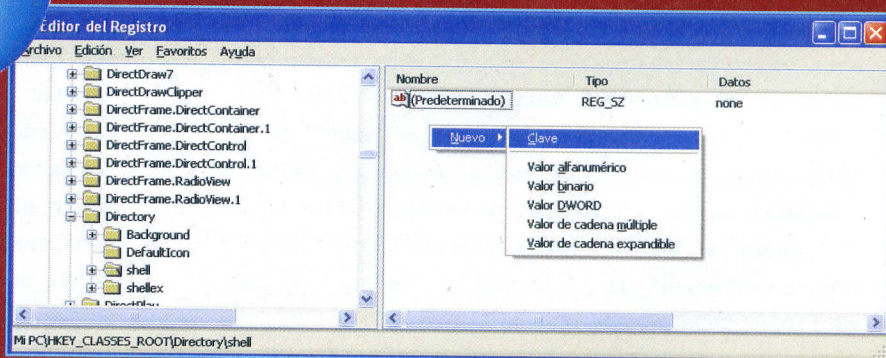 Editor del Registro
Archivo Edición Ver Favoritos Ayuda
DirectDraw7
DirectDrawClipper
DirectFrame.DirectContainer
DirectFrame.DirectContainer.1
DirectFrame.DirectControl
DirectFrame.DirectControl.1
DirectFrame.RadioView
DirectFrame.RadioView.1
Directory
Background
DefaultIcon
shell
shellex
DirectPlay
Nombre Tipo Datos
ab (Predeterminado) REG_SZ none
Nuevo Clave
Valor alfanumérico
Valor binario
Valor DWORD
Valor de cadena múltiple
Valor de cadena expandible
Mi PC\HKEY_CLASSES_ROOT\Directory\shell